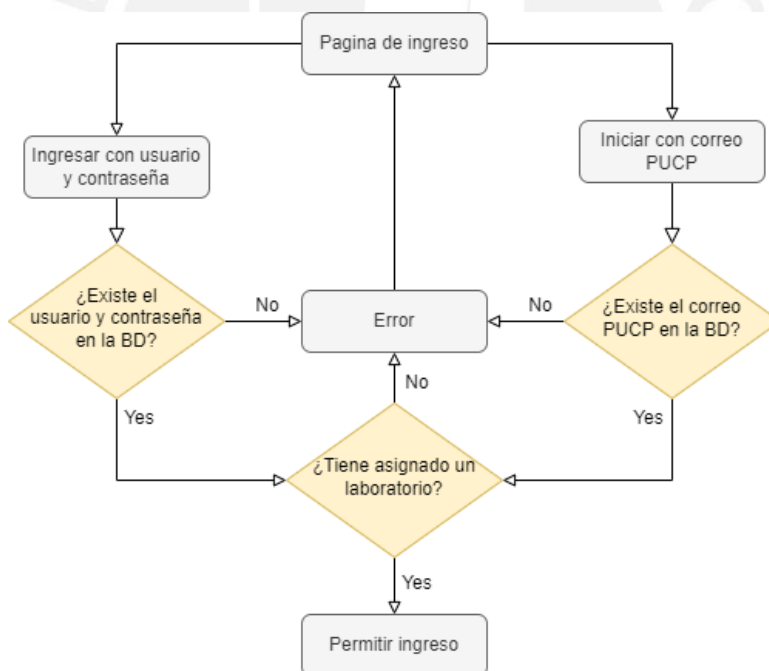 Pagina de ingreso
Ingresar con usuario
y contraseña
Iniciar con correo
PUCP
¿Existe el
usuario y contraseña
en la BD?
No
Error
No
¿Existe el correo
PUCP en la BD?
Yes
No
Yes
¿Tiene asignado un
laboratorio?
Yes
Permitir ingreso